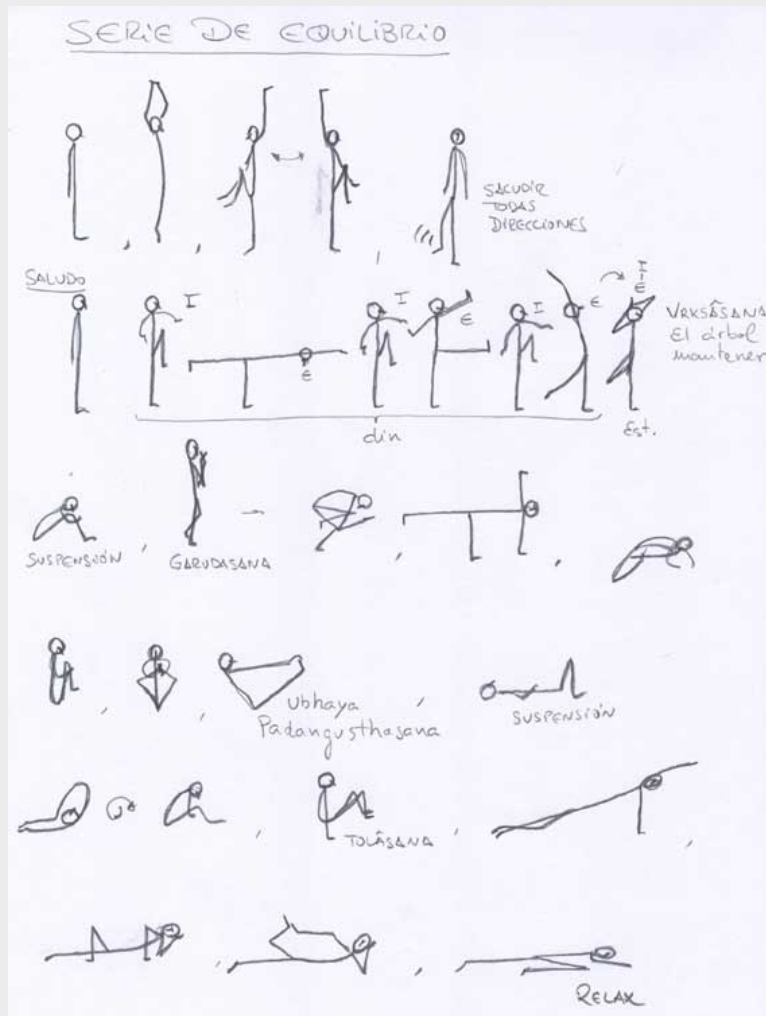 SERIE DE EQUILIBRIO
SACUDIR
TODAS
DIRECCIONES
SALUDO
I
E
I
E
I
E
I
E
VRKSÂSANA
El árbol
mantener
din
Est.
SUSPENSIÓN
GARUDASANA
Ubhaya
Padangusthasana
SUSPENSIÓN
TOLÂSANA
RELAX